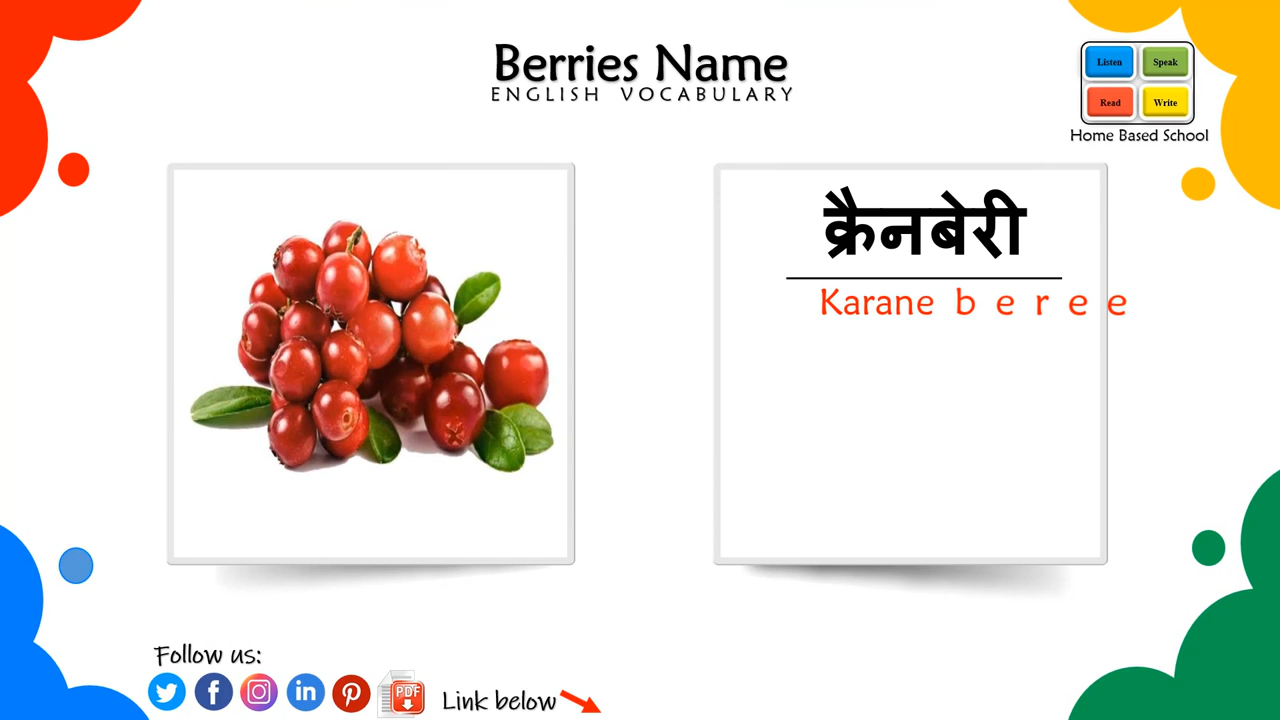 Berries Name
ENGLISH VOCABULARY
Listen
Speak
Read
Write
Home Based School
क्रैनबेरी
Karane b e r e e
Follow us:
PDF
Link below